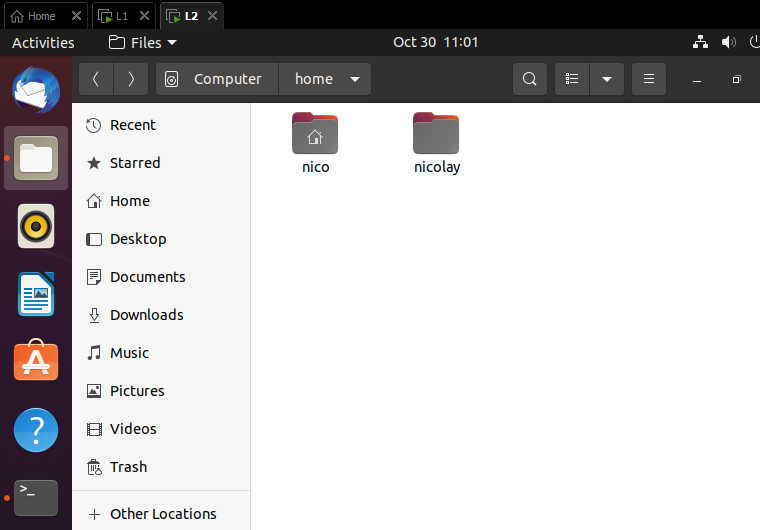 Home L1 L2
Activities Files Oct 30 11:01
Computer home
Recent
Starred
Home
Desktop
Documents
Downloads
Music
Pictures
Videos
Trash
Other Locations
nico nicolay
>_